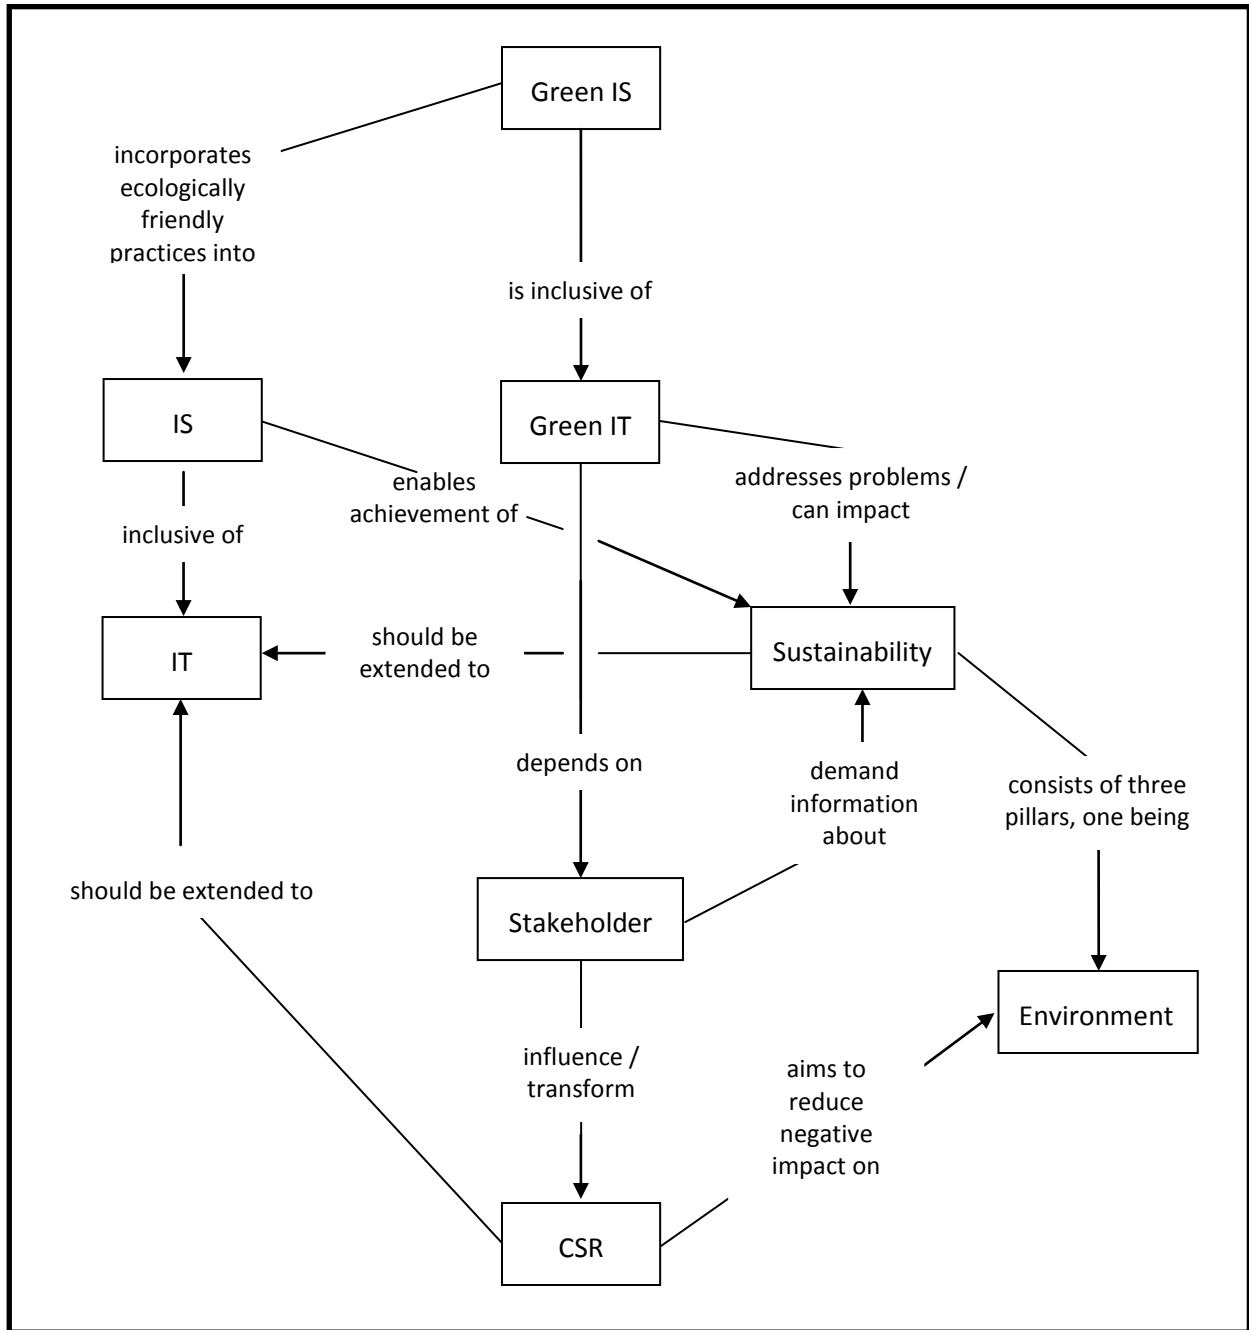 Green IS
incorporates
ecologically
friendly
practices into
is inclusive of
IS
Green IT
enables
achievement of
addresses problems /
can impact
inclusive of
IT
should be
extended to
Sustainability
depends on
demand
information
about
consists of three
pillars, one being
should be extended to
Stakeholder
Environment
influence /
transform
aims to
reduce
negative
impact on
CSR